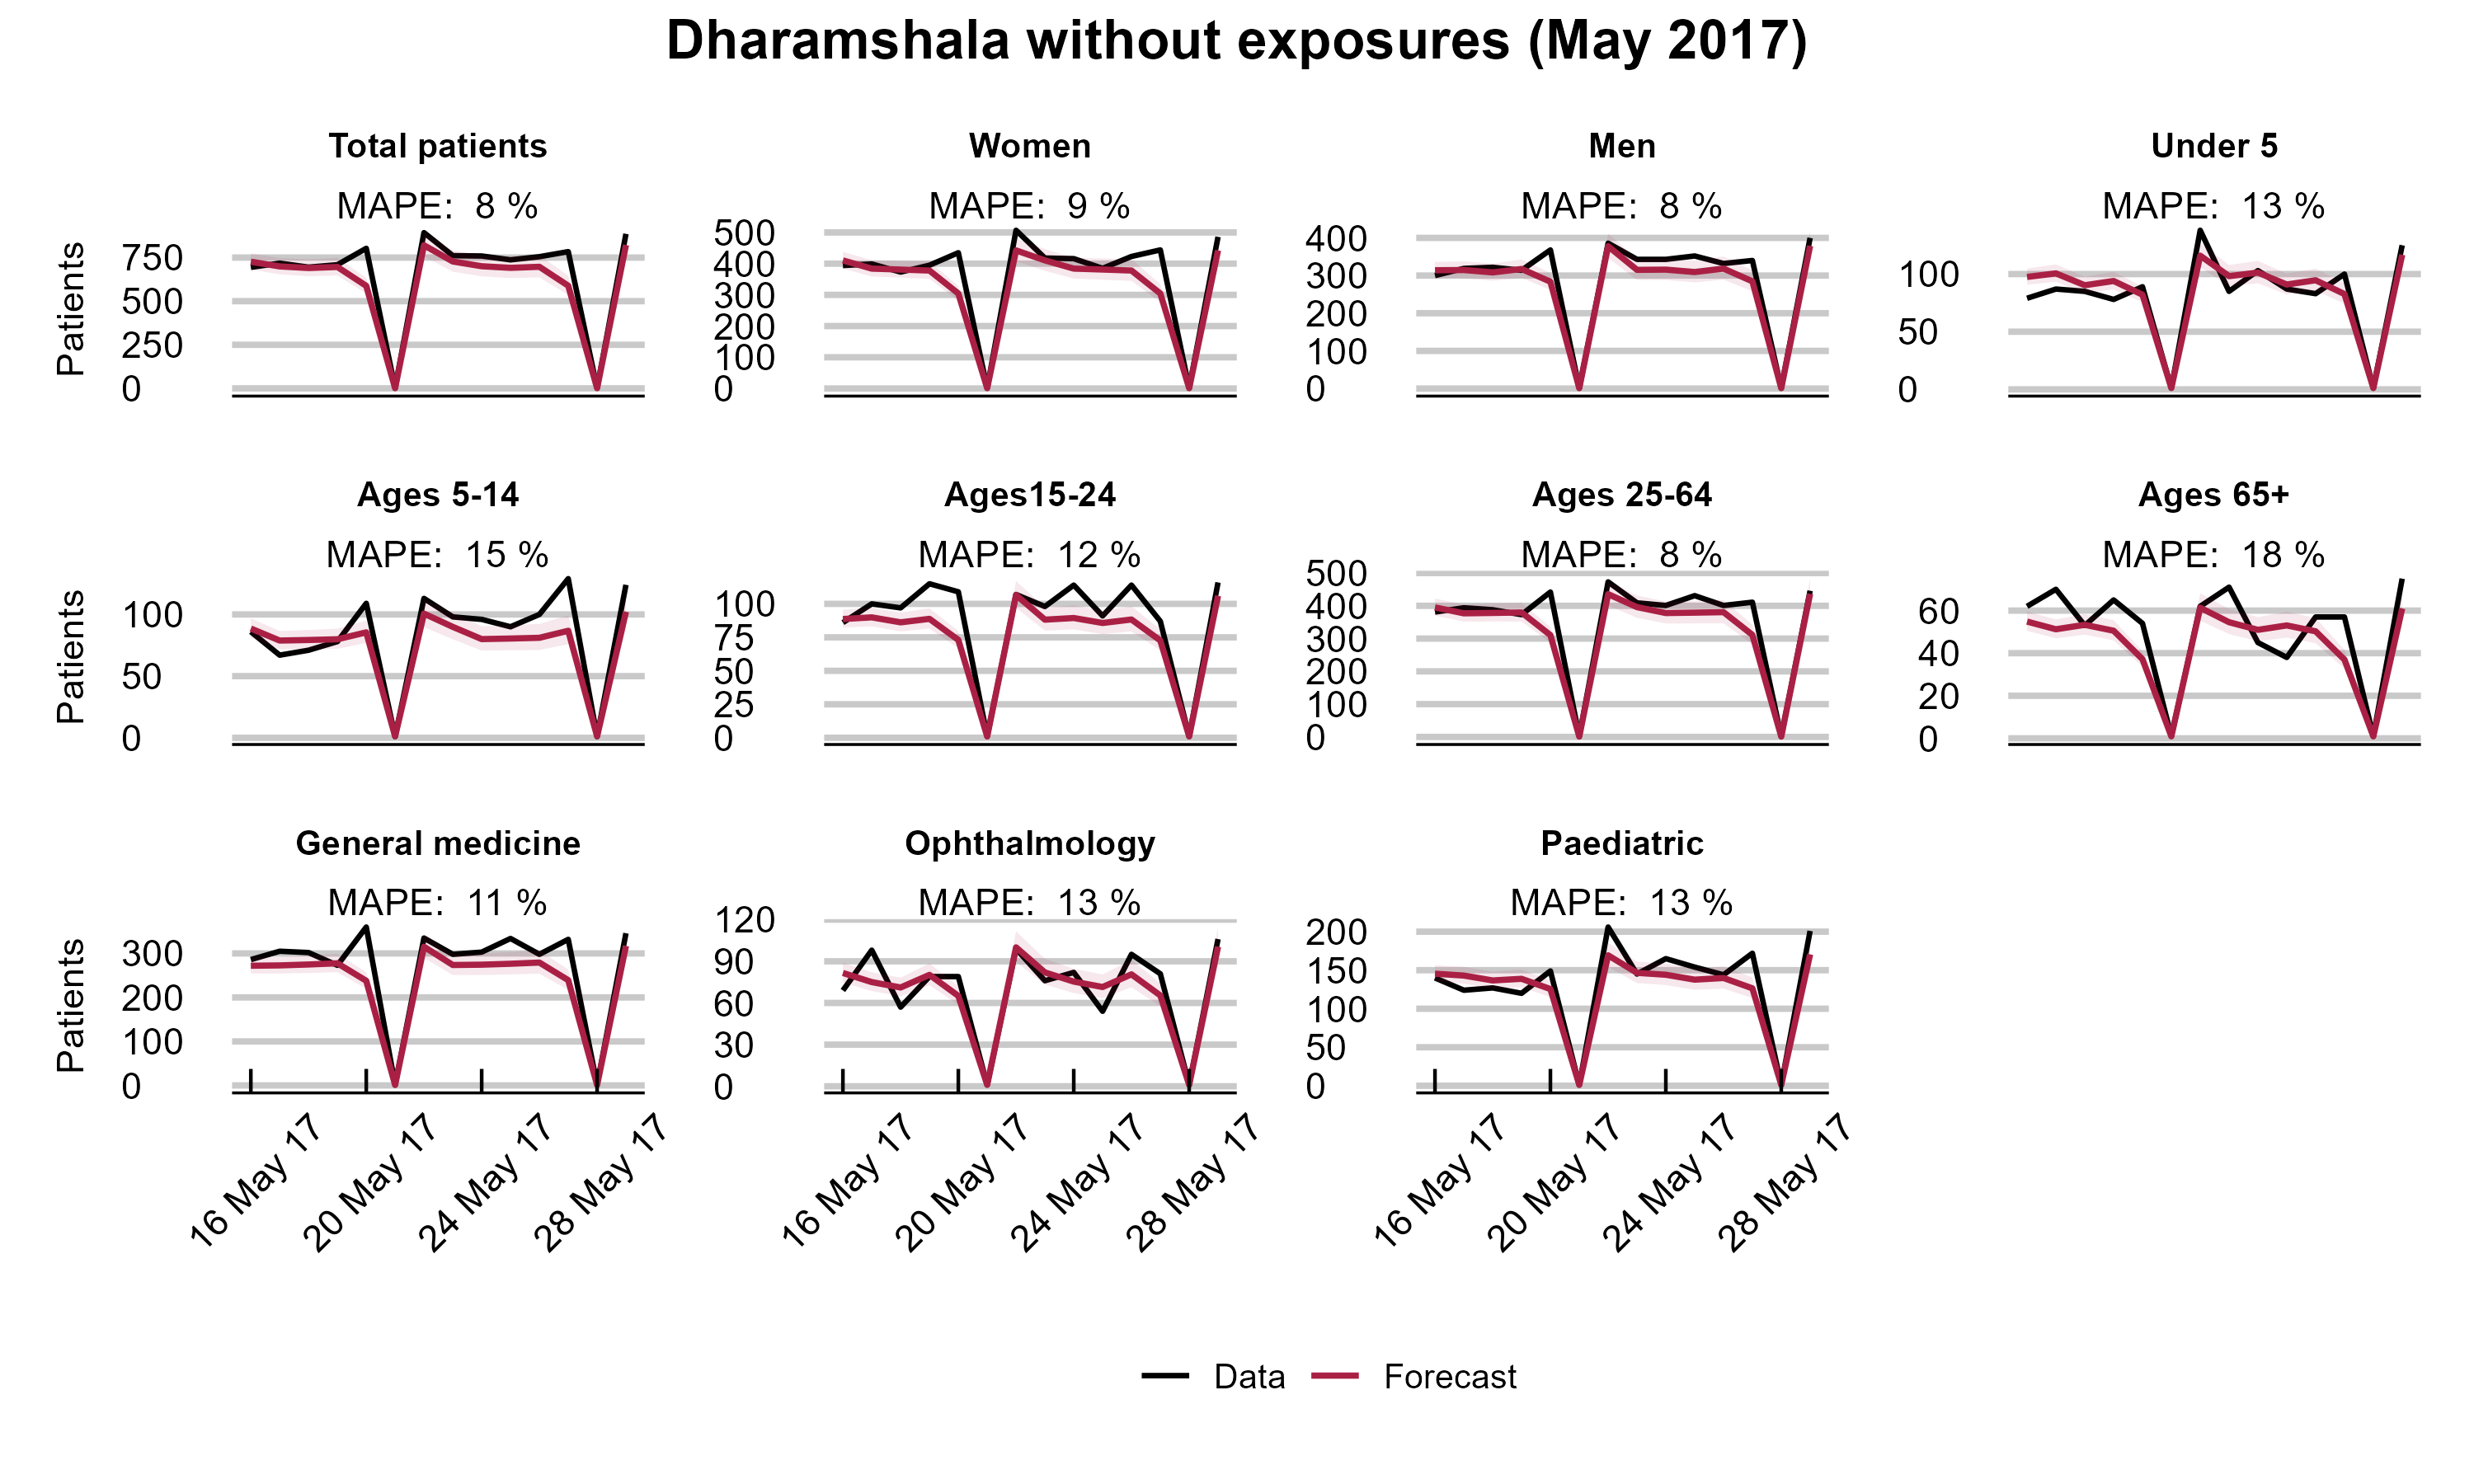 Dharamshala without exposures (May 2017)
Total patients
MAPE: 8 %
Women
MAPE: 9 %
Men
MAPE: 8 %
Under 5
MAPE: 13 %
Patients
750
500
250
0
500
400
300
200
100
0
400
300
200
100
0
100
50
0
Ages 5-14
MAPE: 15 %
Ages15-24
MAPE: 12 %
Ages 25-64
MAPE: 8 %
Ages 65+
MAPE: 18 %
Patients
100
50
0
100
75
50
25
0
500
400
300
200
100
0
60
40
20
0
General medicine
MAPE: 11 %
Ophthalmology
MAPE: 13 %
Paediatric
MAPE: 13 %
Patients
300
200
100
0
120
90
60
30
0
200
150
100
50
0
16 May 17
20 May 17
24 May 17
28 May 17
16 May 17
20 May 17
24 May 17
28 May 17
16 May 17
20 May 17
24 May 17
28 May 17
Data
Forecast